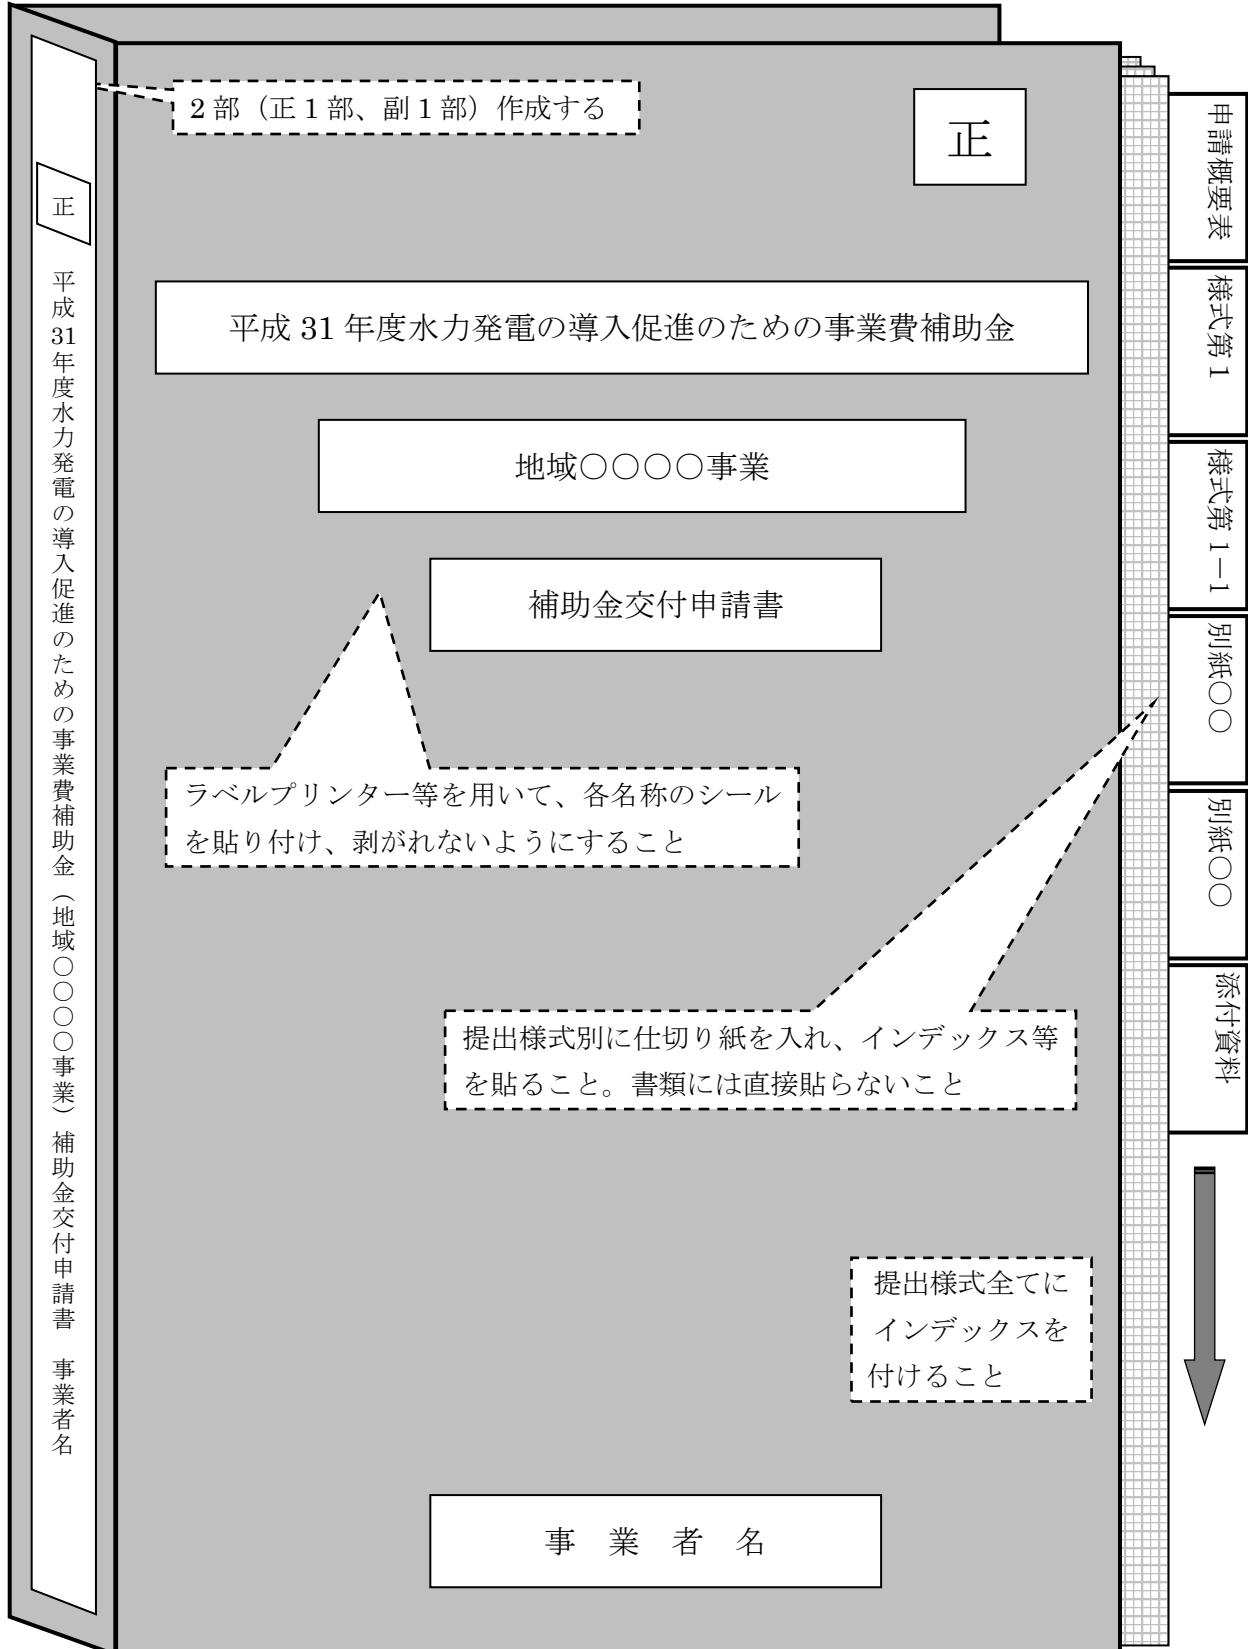 2 部（正 1 部、副 1 部）作成する
正
正
平成31年度水力発電の導入促進のための事業費補助金（地域○○○○事業）補助金交付申請書　事業者名
平成 31 年度水力発電の導入促進のための事業費補助金
地域○○○○事業
補助金交付申請書
ラベルプリンター等を用いて、各名称のシール
を貼り付け、剥がれないようにすること
提出様式別に仕切り紙を入れ、インデックス等
を貼ること。書類には直接貼らないこと
提出様式全てに
インデックスを
付けること
事　業　者　名
申請概要表
様式第 1
様式第 1－1
別紙○○
別紙○○
添付資料